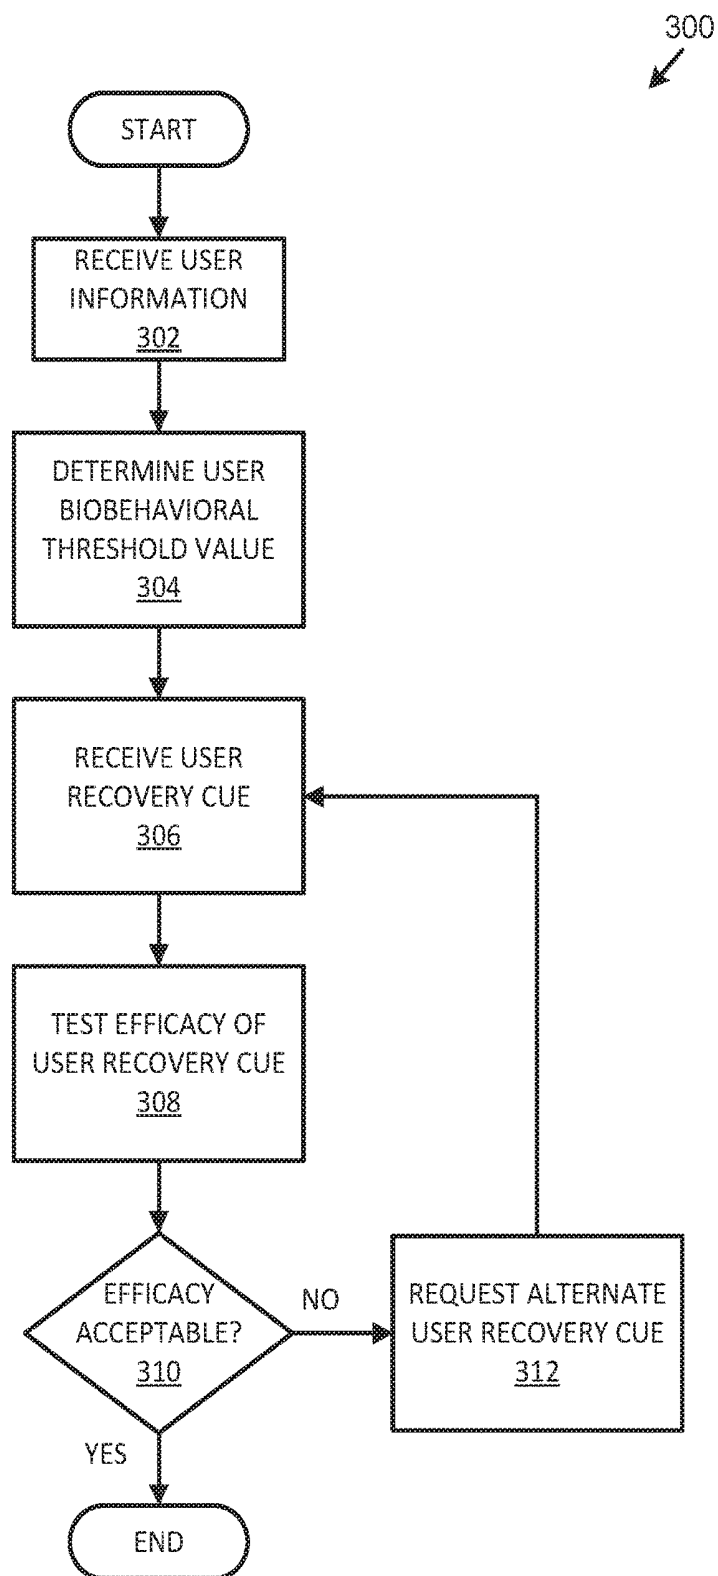 300
START
RECEIVE USER
INFORMATION
302
DETERMINE USER
BIOBEHAVIORAL
THRESHOLD VALUE
304
RECEIVE USER
RECOVERY CUE
306
TEST EFFICACY OF
USER RECOVERY CUE
308
EFFICACY
ACCEPTABLE?
310
NO
REQUEST ALTERNATE
USER RECOVERY CUE
312
YES
END